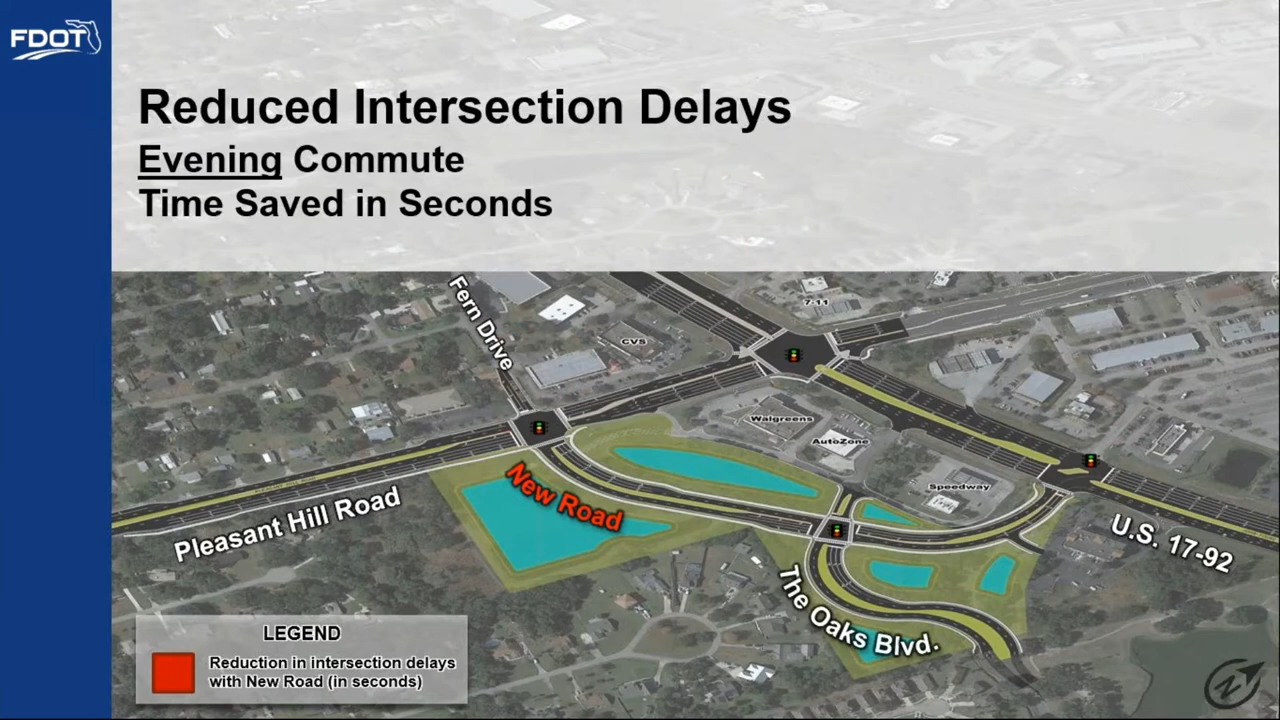 FDOT
Reduced Intersection Delays
Evening Commute
Time Saved in Seconds
Fern Drive
7-11
CVS
Walgreens
AutoZone
Speedway
New Road
Pleasant Hill Road
U.S. 17-92
The Oaks Blvd.
LEGEND
Reduction in intersection delays
with New Road (in seconds)
Z